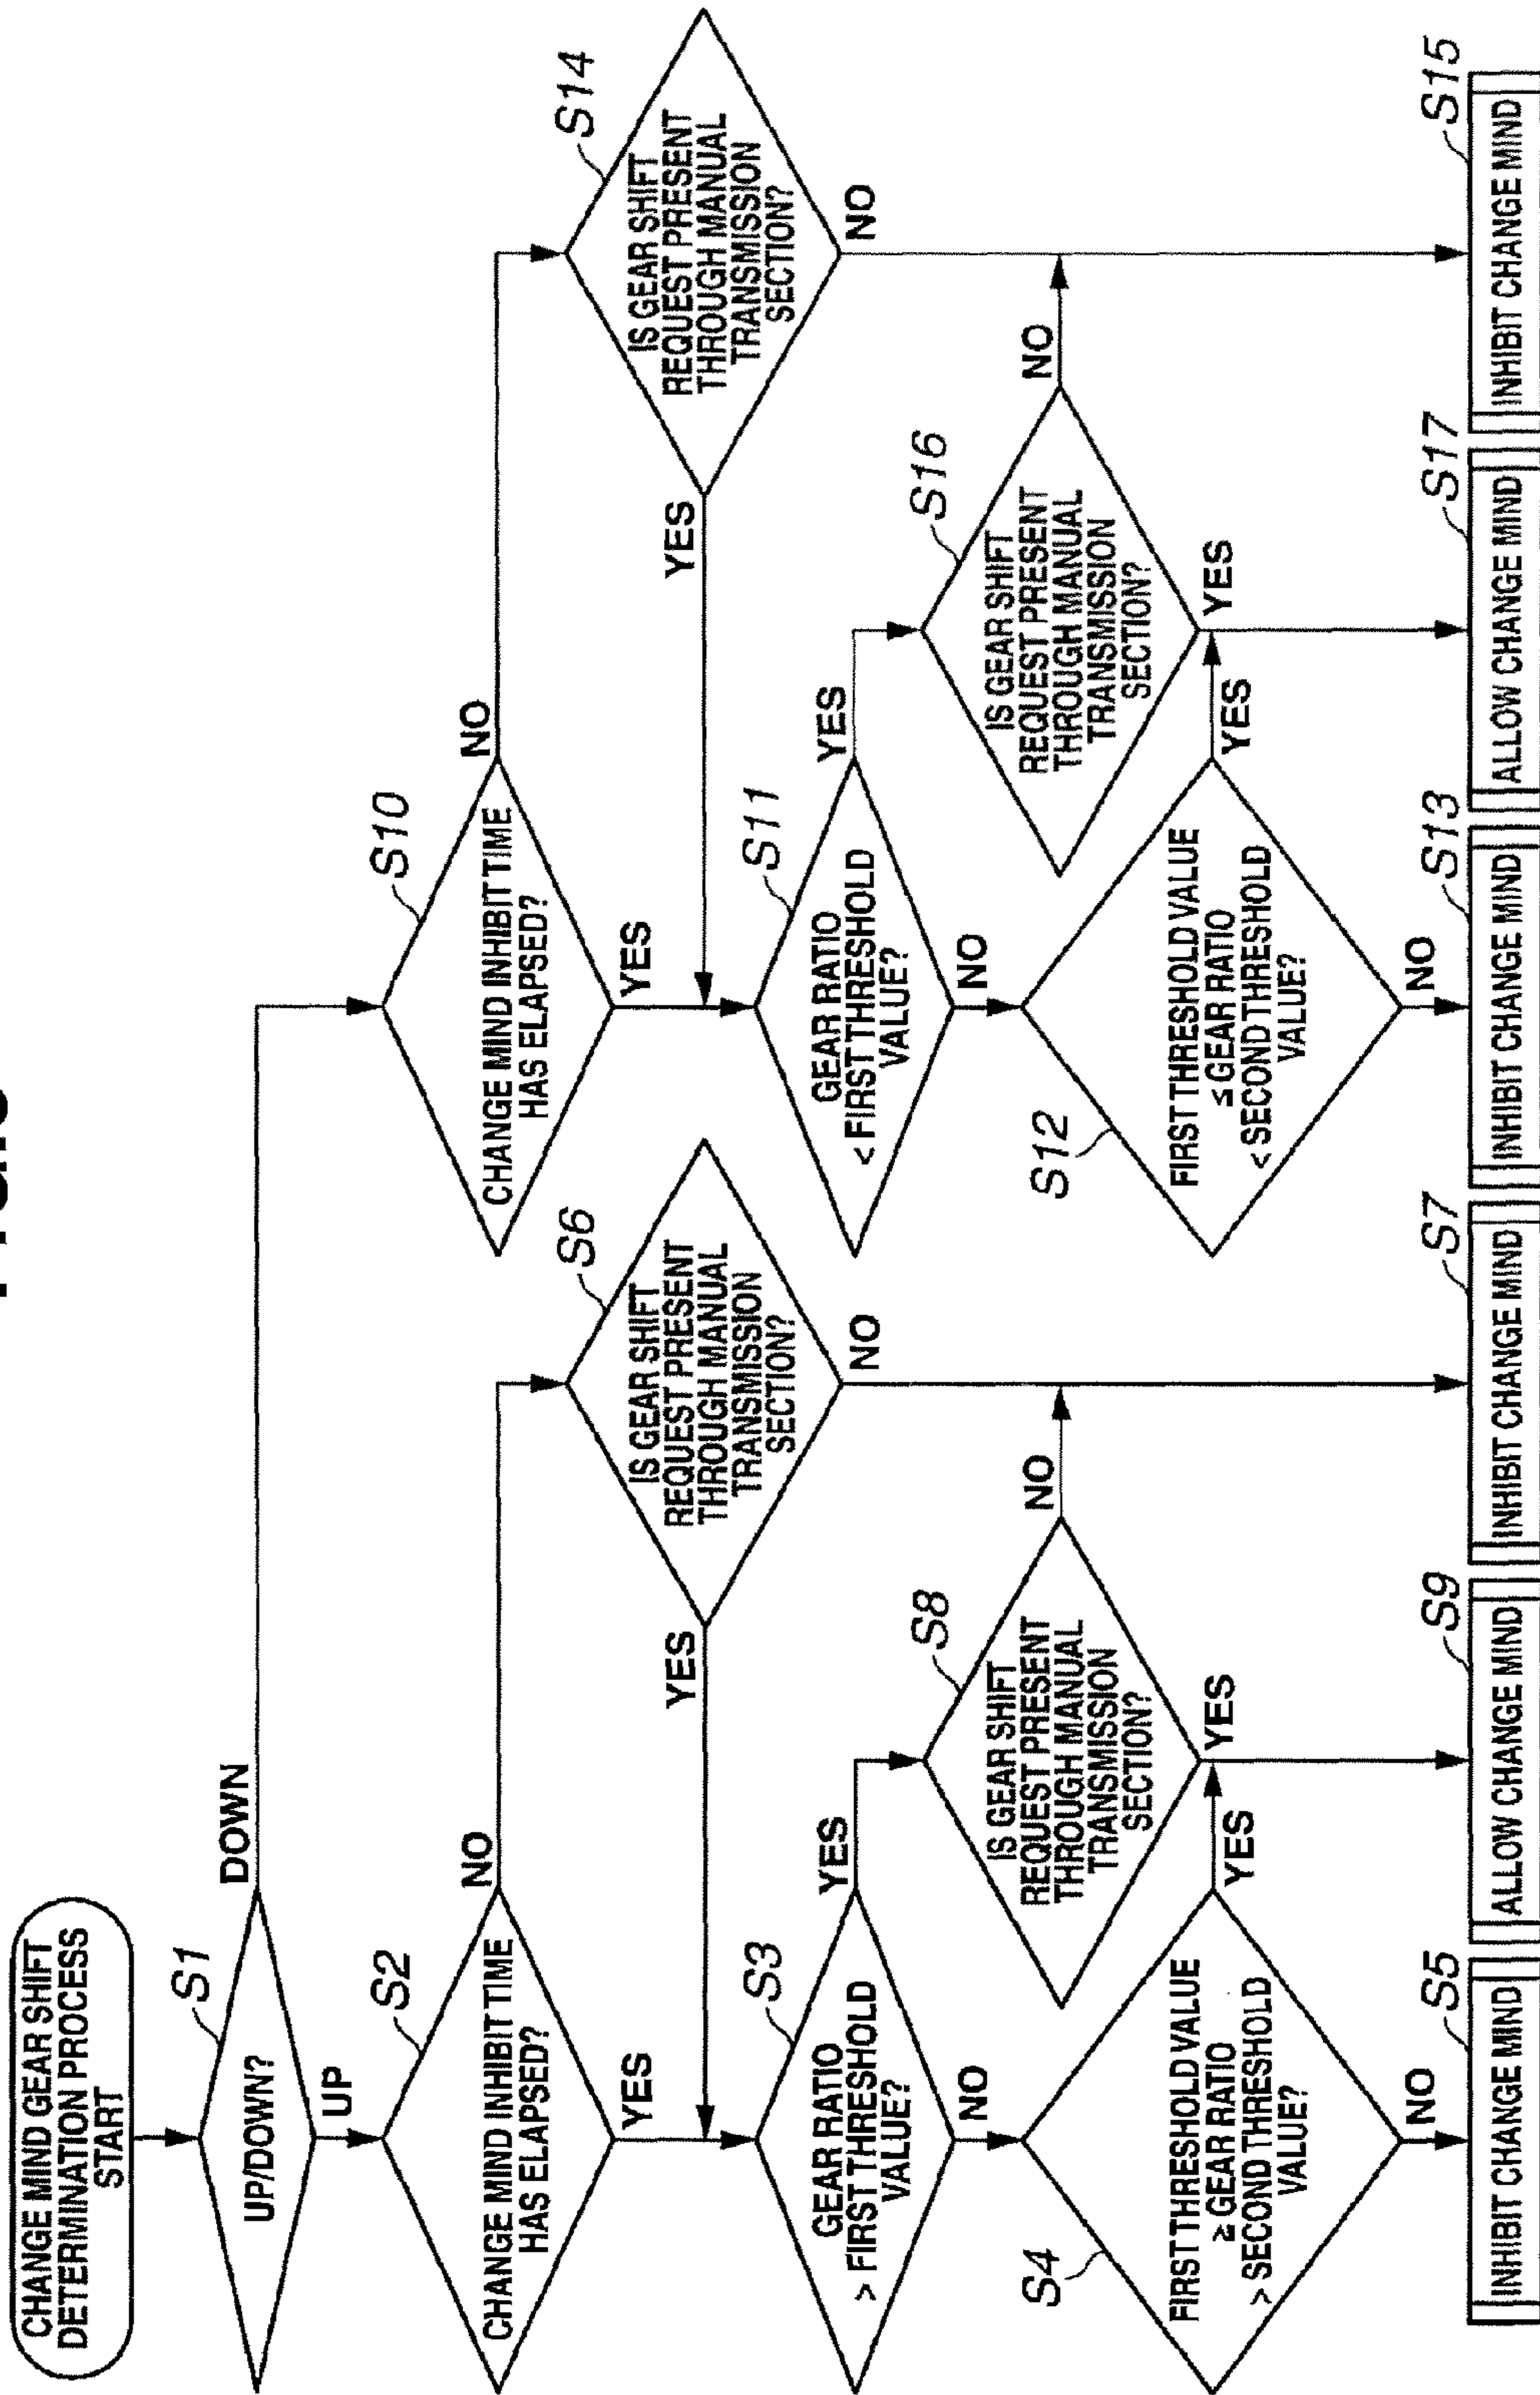 CHANGE MIND GEAR SHIFT
DETERMINATION PROCESS
START
S1
UP/DOWN?
DOWN
UP
S2
CHANGE MIND INHIBIT TIME
HAS ELAPSED?
NO
YES
S6
IS GEAR SHIFT
REQUEST PRESENT
THROUGH MANUAL
TRANSMISSION
SECTION?
YES
NO
S3
GEAR RATIO
> FIRST THRESHOLD
VALUE?
YES
NO
S8
IS GEAR SHIFT
REQUEST PRESENT
THROUGH MANUAL
TRANSMISSION
SECTION?
NO
YES
S4
FIRST THRESHOLD VALUE
≥ GEAR RATIO
> SECOND THRESHOLD
VALUE?
YES
NO
S5
INHIBIT CHANGE MIND
S9
ALLOW CHANGE MIND
S7
INHIBIT CHANGE MIND
S10
CHANGE MIND INHIBIT TIME
HAS ELAPSED?
NO
YES
S14
IS GEAR SHIFT
REQUEST PRESENT
THROUGH MANUAL
TRANSMISSION
SECTION?
YES
NO
S11
GEAR RATIO
< FIRST THRESHOLD
VALUE?
YES
NO
S16
IS GEAR SHIFT
REQUEST PRESENT
THROUGH MANUAL
TRANSMISSION
SECTION?
NO
YES
S12
FIRST THRESHOLD VALUE
≤ GEAR RATIO
< SECOND THRESHOLD
VALUE?
YES
NO
S13
INHIBIT CHANGE MIND
S17
ALLOW CHANGE MIND
S15
INHIBIT CHANGE MIND